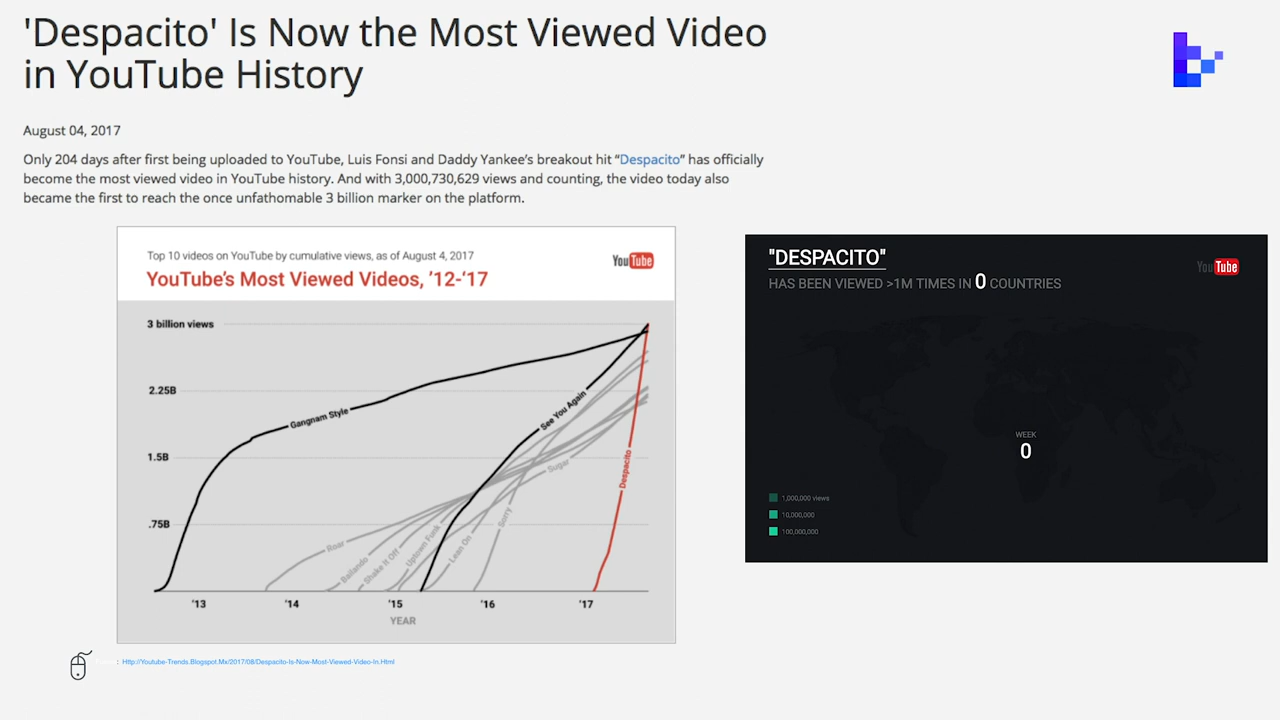 'Despacito' Is Now the Most Viewed Video
in YouTube History
August 04, 2017
Only 204 days after first being uploaded to YouTube, Luis Fonsi and Daddy Yankee's breakout hit "Despacito" has officially
become the most viewed video in YouTube history. And with 3,000,730,629 views and counting, the video today also
became the first to reach the once unfathomable 3 billion marker on the platform.
Top 10 videos on YouTube by cumulative views, as of August 4, 2017
YouTube's Most Viewed Videos, '12-'17
YouTube
3 billion views
2.25B
1.5B
.75B
Gangnam Style
See You Again
Sugar
Despacito
Roar
Bailando
Shake It Off
Uptown Funk
Lean On
Sorry
'13
'14
'15
'16
'17
YEAR
"DESPACITO"
HAS BEEN VIEWED >1M TIMES IN 0 COUNTRIES
YouTube
WEEK
0
1,000,000 views
10,000,000
100,000,000
: Http://Youtube-Trends.Blogspot.Mx/2017/08/Despacito-Is-Now-Most-Viewed-Video-In.Html